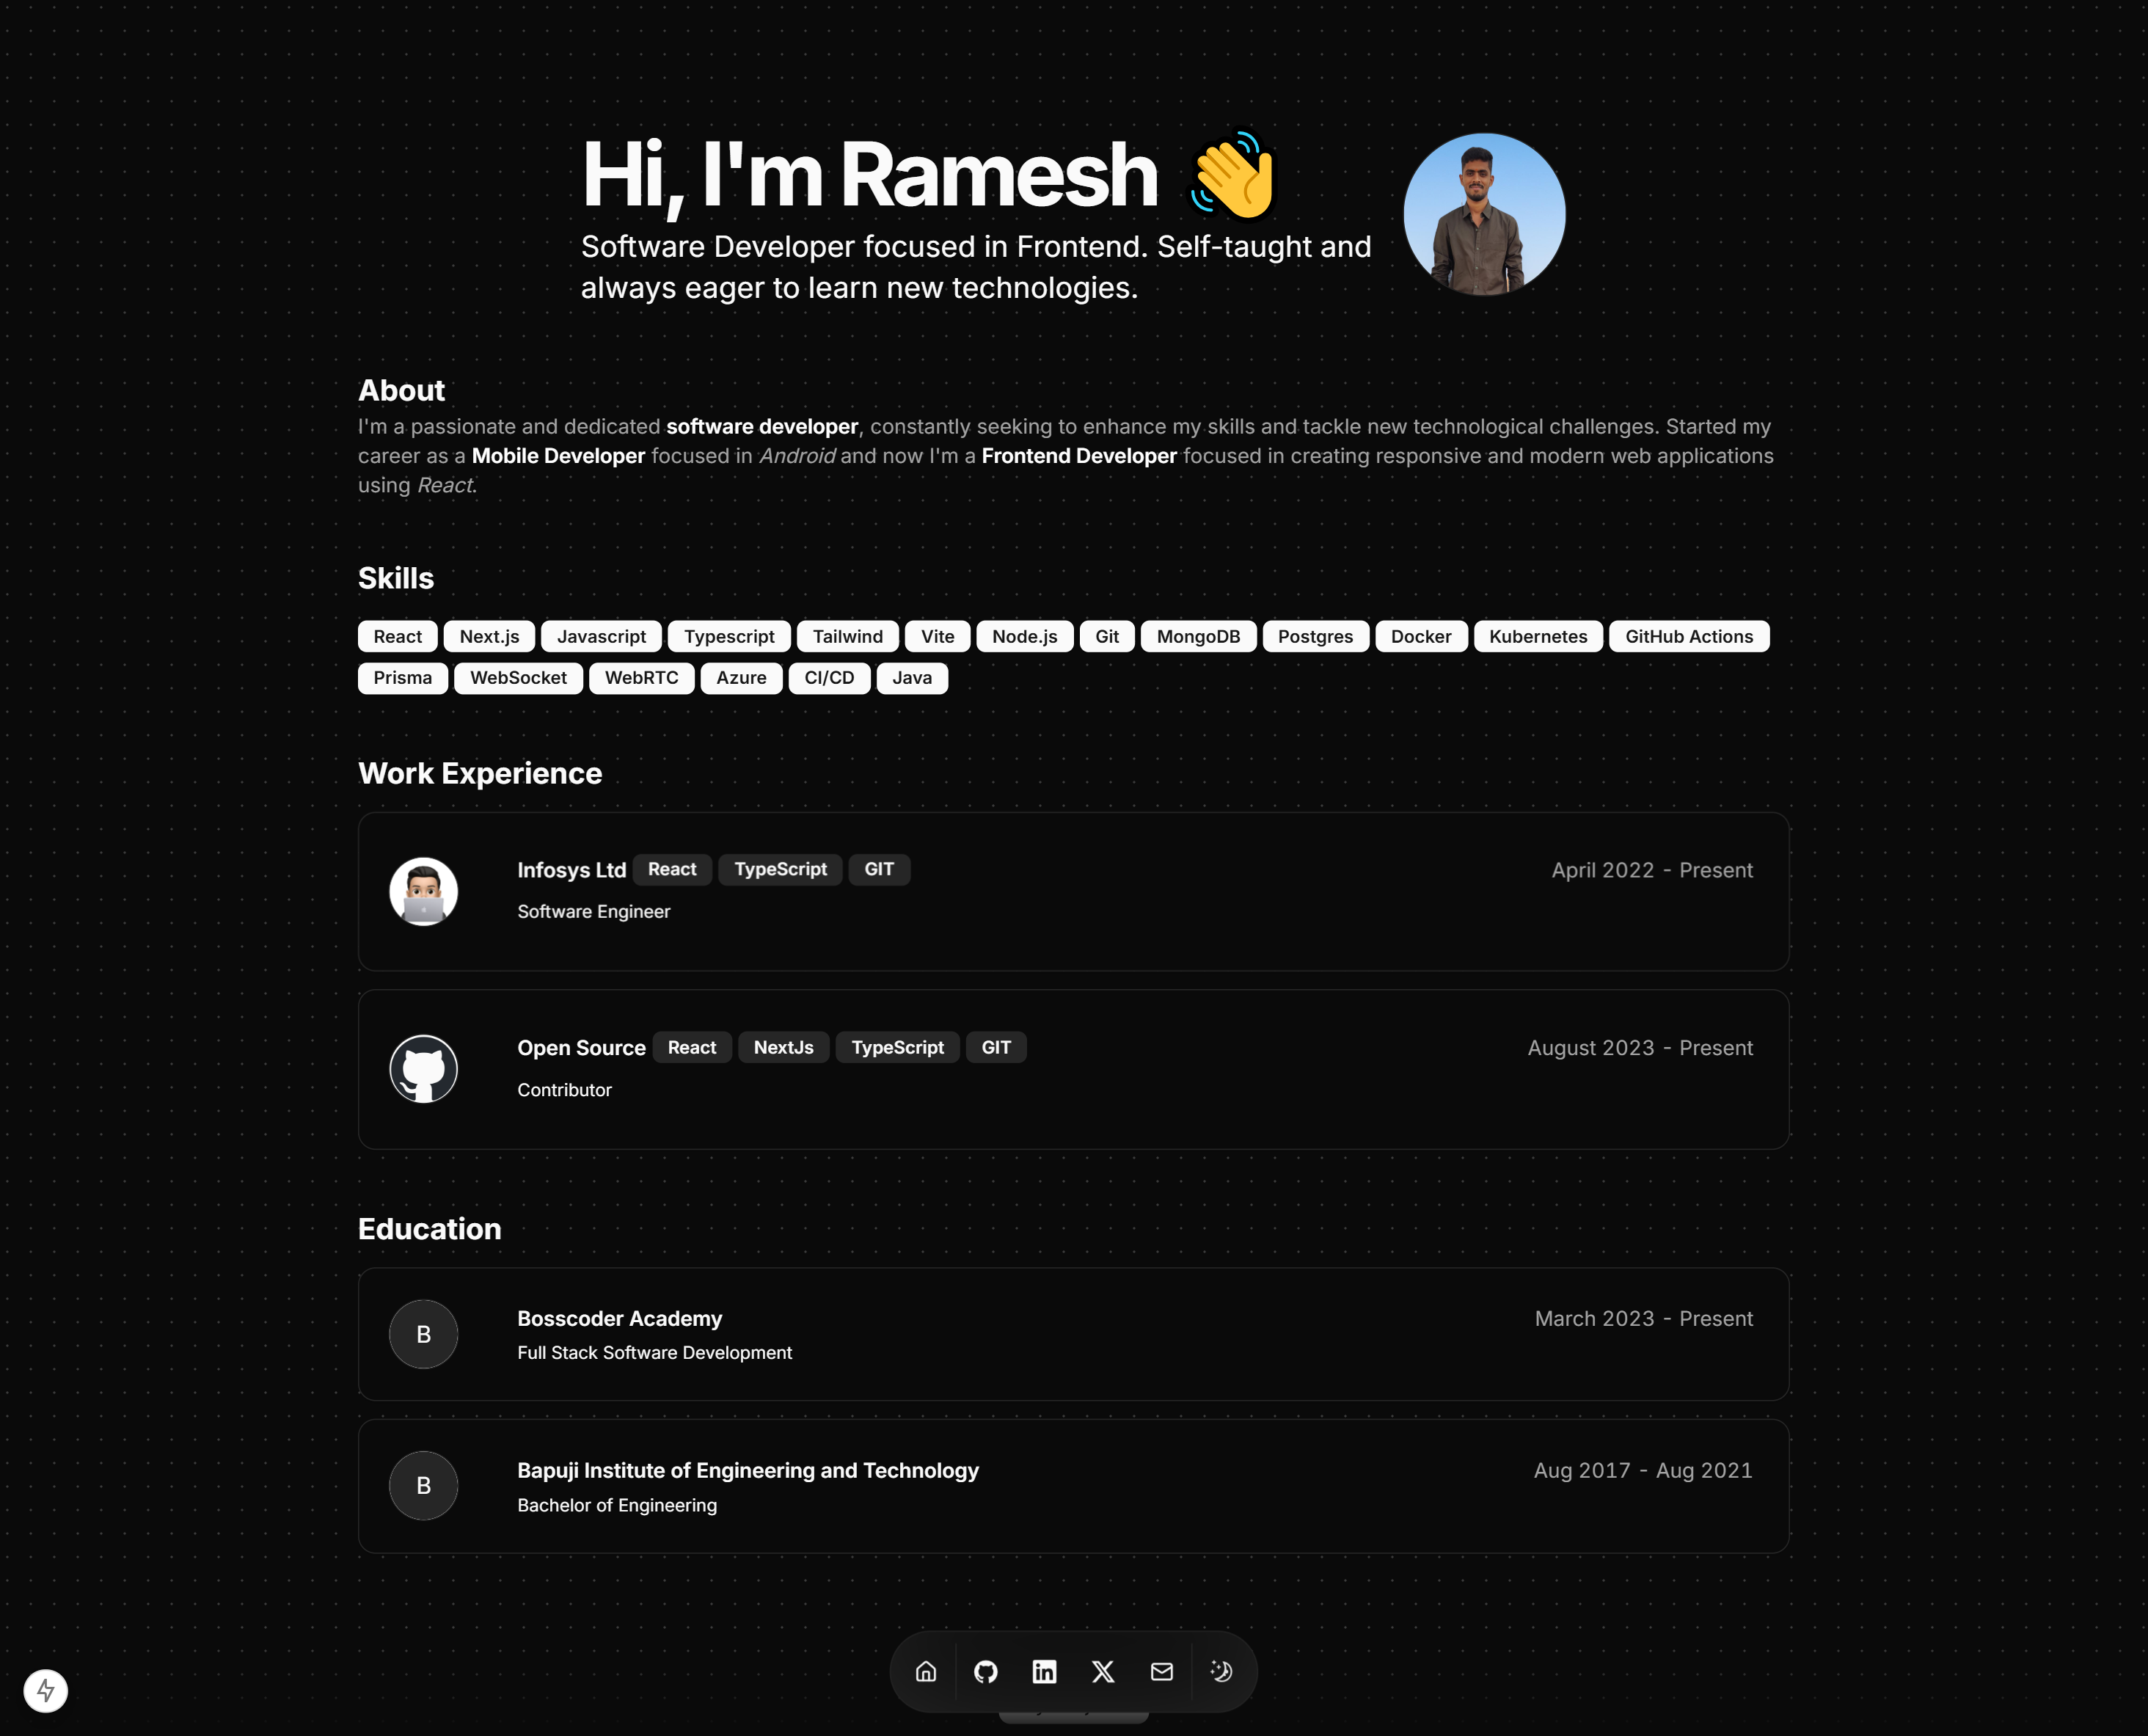 Hi, I'm Ramesh 👋
Software Developer focused in Frontend. Self-taught and
always eager to learn new technologies.
About
I'm a passionate and dedicated software developer, constantly seeking to enhance my skills and tackle new technological challenges. Started my
career as a Mobile Developer focused in Android and now I'm a Frontend Developer focused in creating responsive and modern web applications
using React.
Skills
React Next.js Javascript Typescript Tailwind Vite Node.js Git MongoDB Postgres Docker Kubernetes GitHub Actions
Prisma WebSocket WebRTC Azure CI/CD Java
Work Experience
Infosys Ltd React TypeScript GIT April 2022 - Present
Software Engineer
Open Source React NextJs TypeScript GIT August 2023 - Present
Contributor
Education
B
Bosscoder Academy March 2023 - Present
Full Stack Software Development
B
Bapuji Institute of Engineering and Technology Aug 2017 - Aug 2021
Bachelor of Engineering
in
X